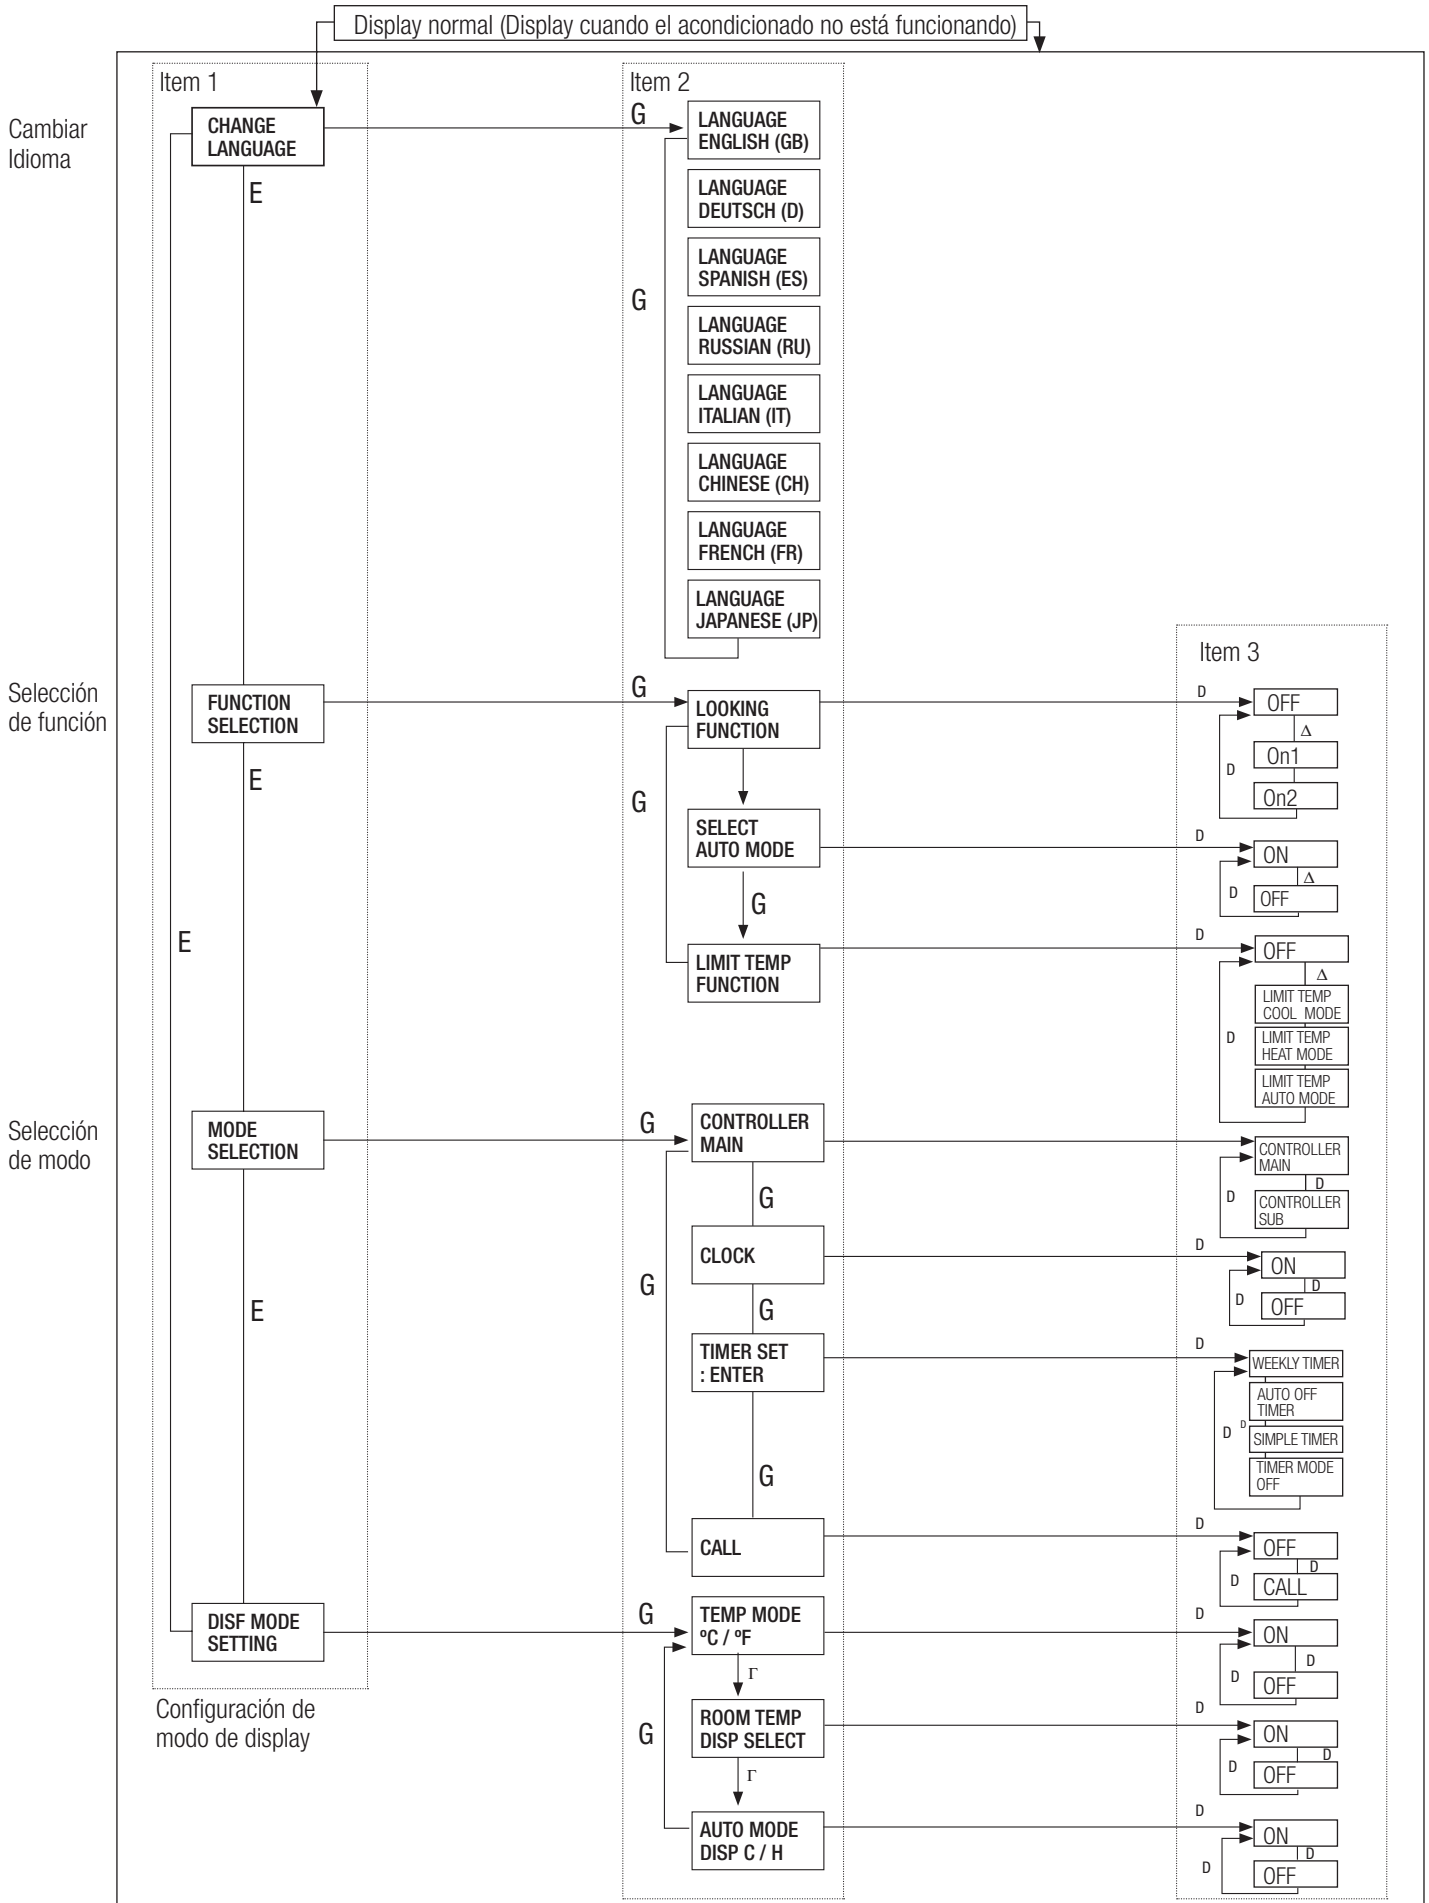 Display normal (Display cuando el acondicionado no está funcionando)
Item 1
Item 2
Cambiar
Idioma
CHANGE
LANGUAGE
G
LANGUAGE
ENGLISH (GB)
E
LANGUAGE
DEUTSCH (D)
LANGUAGE
SPANISH (ES)
G
LANGUAGE
RUSSIAN (RU)
LANGUAGE
ITALIAN (IT)
LANGUAGE
CHINESE (CH)
LANGUAGE
FRENCH (FR)
LANGUAGE
JAPANESE (JP)
Item 3
Selección
de función
FUNCTION
SELECTION
G
LOOKING
FUNCTION
D
OFF
Δ
On1
D
On2
E
G
SELECT
AUTO MODE
D
ON
Δ
D
OFF
G
E
LIMIT TEMP
FUNCTION
D
OFF
Δ
LIMIT TEMP
COOL MODE
D
LIMIT TEMP
HEAT MODE
LIMIT TEMP
AUTO MODE
Selección
de modo
MODE
SELECTION
G
CONTROLLER
MAIN
CONTROLLER
MAIN
D
D
CONTROLLER
SUB
G
CLOCK
D
ON
D
D
OFF
G
E
G
TIMER SET
: ENTER
D
WEEKLY TIMER
AUTO OFF
TIMER
D
D
SIMPLE TIMER
TIMER MODE
OFF
G
CALL
D
OFF
D
D
CALL
DISF MODE
SETTING
G
TEMP MODE
ºC / ºF
D
ON
D
D
OFF
Γ
Configuración de
modo de display
G
ROOM TEMP
DISP SELECT
D
ON
D
D
OFF
Γ
AUTO MODE
DISP C / H
D
ON
D
D
OFF